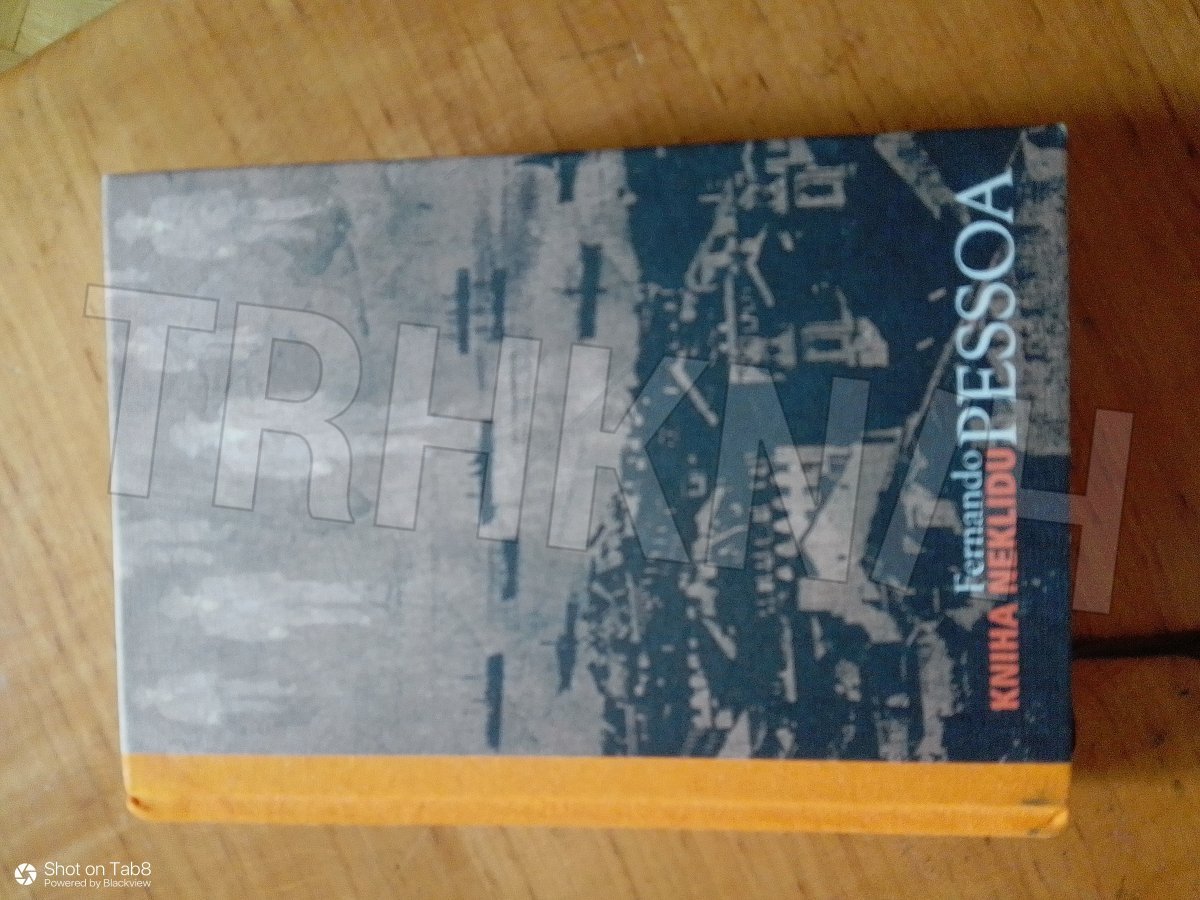 Fernando PESSOA
KNIHA NEKLIDU
TRHKNIH
Shot on Tab8
Powered by Blackview